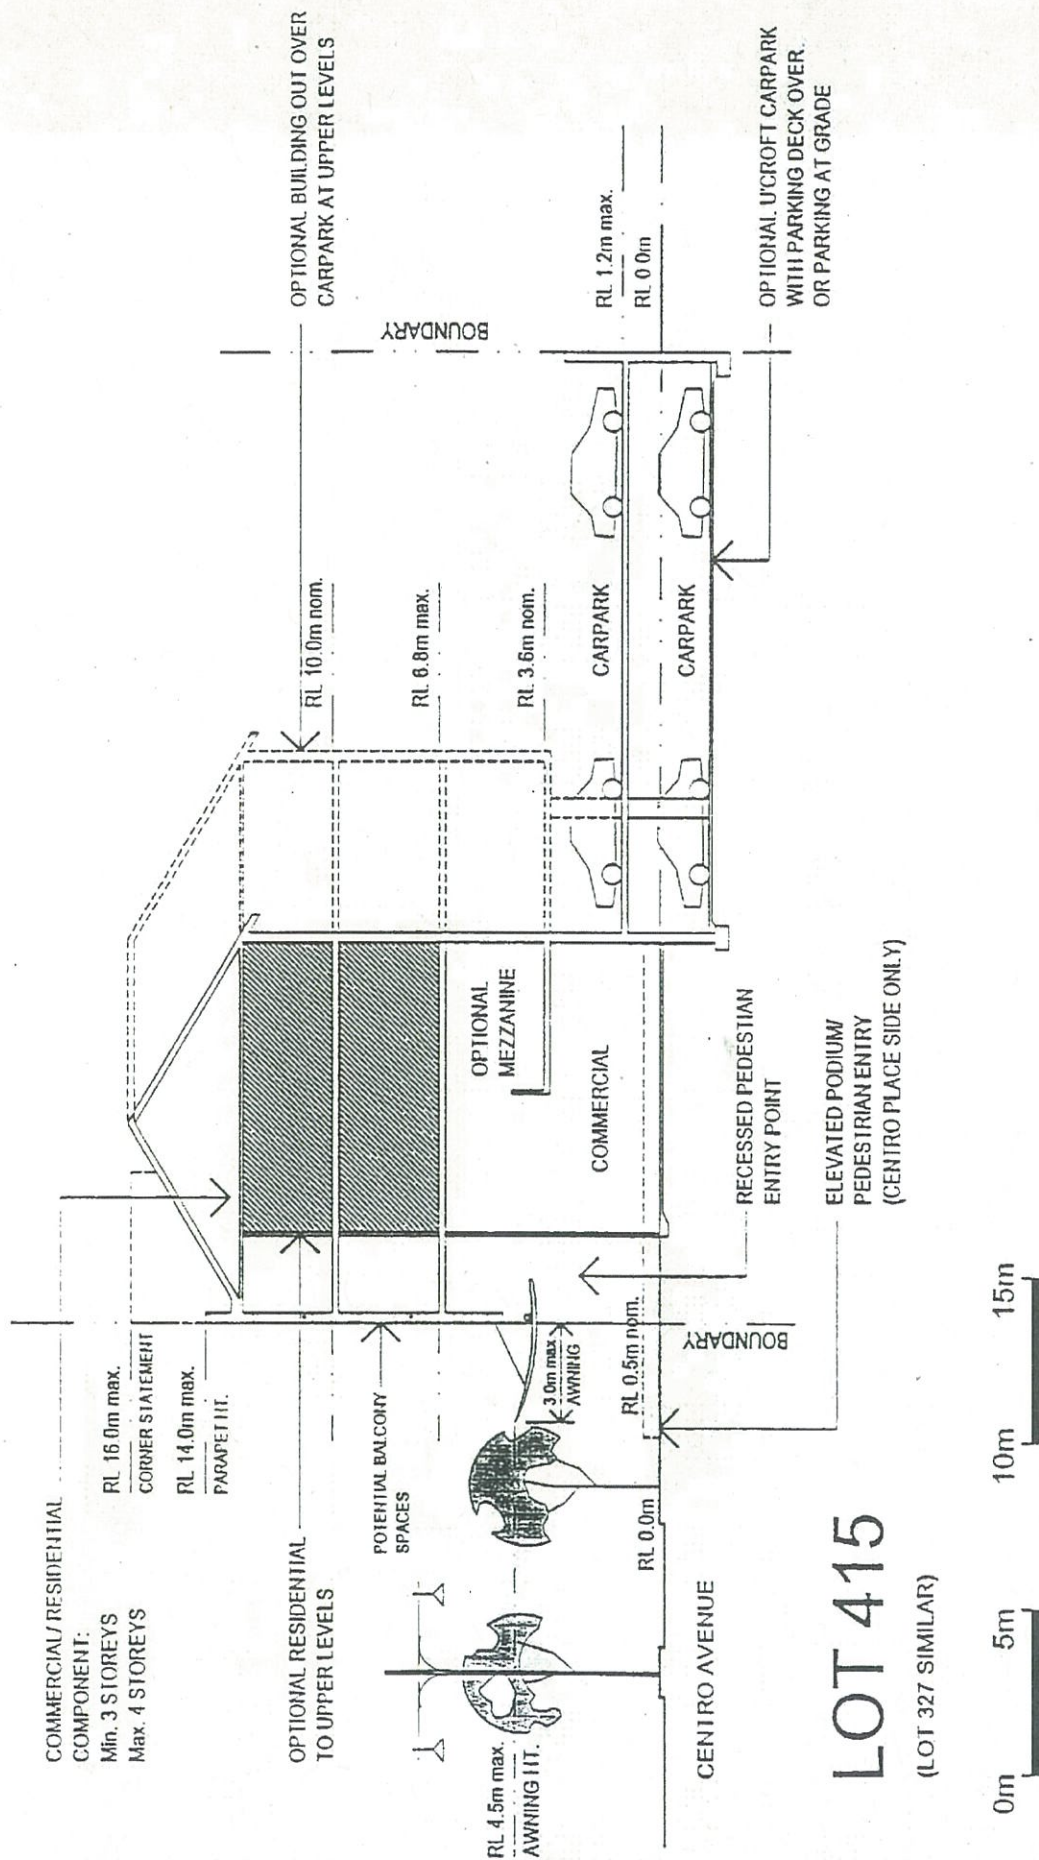 COMMERCIAL / RESIDENTIAL
COMPONENT:
Min. 3 STOREYS
Max. 4 STOREYS
RL 16.0m max.
CORNER STATEMENT
RL 14.0m max.
PARAPET HT.
OPTIONAL RESIDENTIAL
TO UPPER LEVELS
POTENTIAL BALCONY
SPACES
RL 4.5m max.
AWNING HT.
3.0m max
AWNING
RL 0.5m nom.
RL 0.0m
BOUNDARY
CENTRO AVENUE
OPTIONAL
MEZZANINE
COMMERCIAL
RECESSED PEDESTIAN
ENTRY POINT
ELEVATED PODIUM/
PEDESTRIAN ENTRY
(CENTRO PLACE SIDE ONLY)
RL 10.0m nom.
RL 6.8m max.
RL 3.6m nom.
CARPARK
CARPARK
OPTIONAL BUILDING OUT OVER
CARPARK AT UPPER LEVELS
BOUNDARY
RL 1.2m max.
RL 0.0m
OPTIONAL U'CROFT CARPARK
WITH PARKING DECK OVER.
OR PARKING AT GRADE
LOT 415
(LOT 327 SIMILAR)
0m 5m 10m 15m